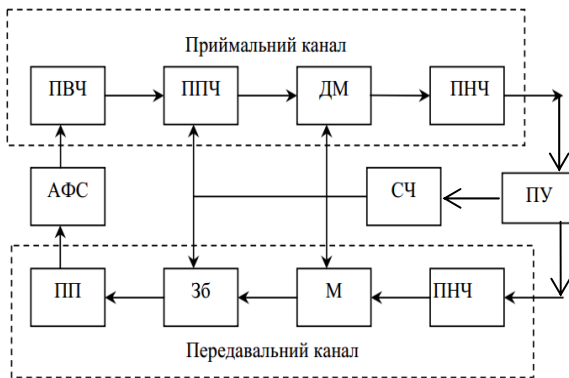 Приймальний канал
ПВЧ
ППЧ
ДМ
ПНЧ
АФС
СЧ
ПУ
ПП
Зб
М
ПНЧ
Передавальний канал